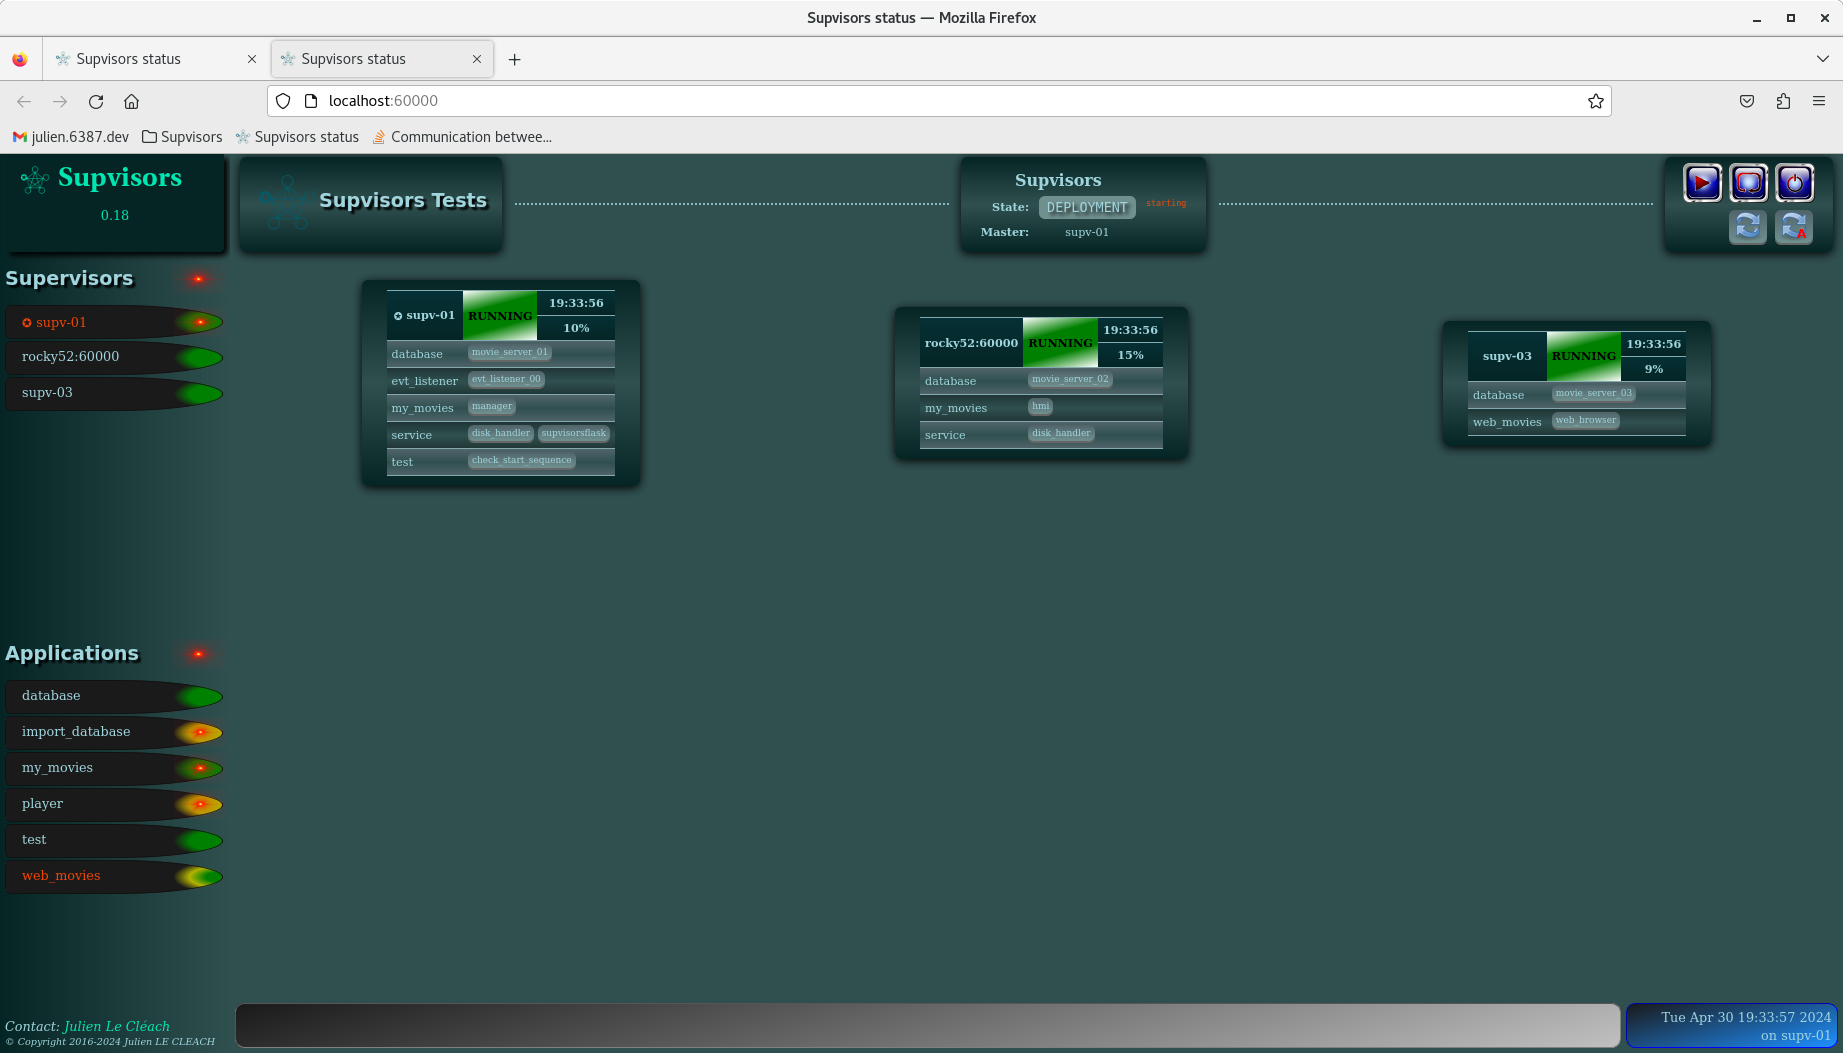 Supvisors status — Mozilla Firefox
Supvisors status
Supvisors status
localhost:60000
julien.6387.dev
Supvisors
Supvisors status
Communication betwee...
Supvisors
0.18
Supervisors
✪ supv-01
rocky52:60000
supv-03
Applications
database
import_database
my_movies
player
test
web_movies
Contact: Julien Le Cléach
© Copyright 2016-2024 Julien LE CLEACH
Supvisors Tests
Supvisors
State: DEPLOYMENT starting
Master: supv-01
A
✪ supv-01 RUNNING 19:33:56
10%
database movie_server_01
evt_listener evt_listener_00
my_movies manager
service disk_handler supvisorsflask
test check_start_sequence
rocky52:60000 RUNNING 19:33:56
15%
database movie_server_02
my_movies hmi
service disk_handler
supv-03 RUNNING 19:33:56
9%
database movie_server_03
web_movies web_browser
Tue Apr 30 19:33:57 2024
on supv-01